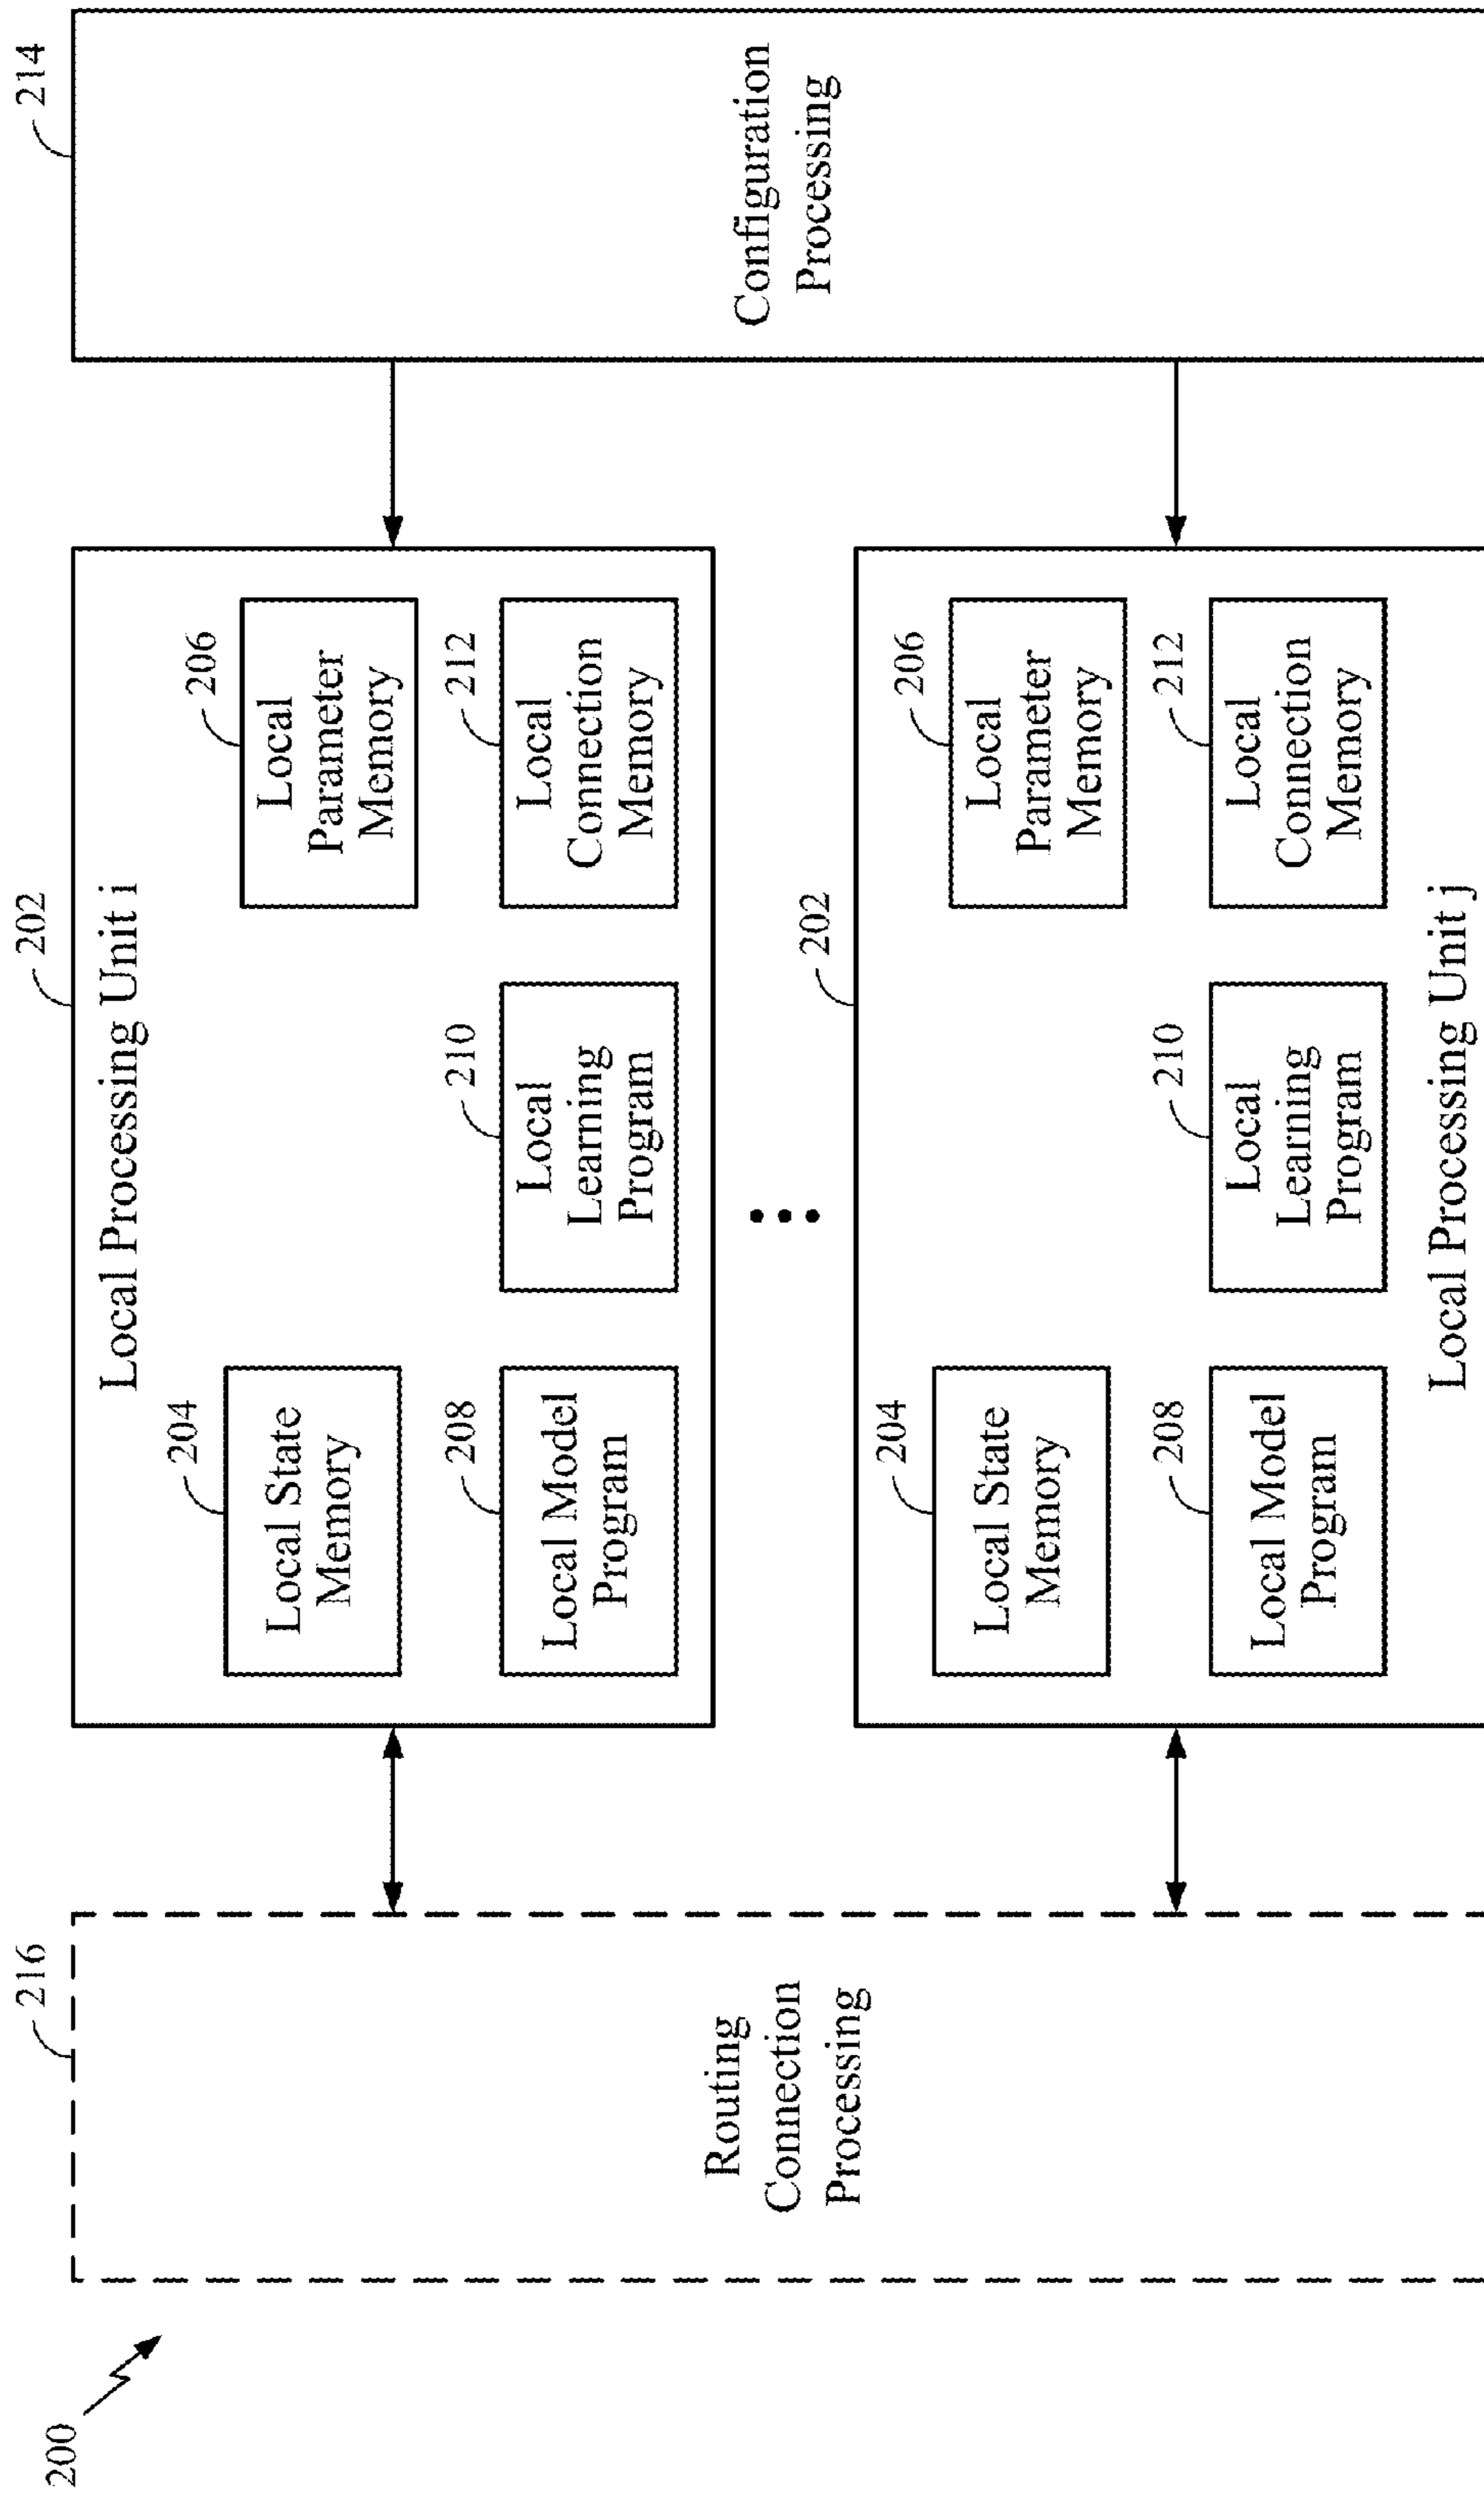 200
216
Routing
Connection
Processing
202
Local Processing Unit i
204
Local State
Memory
206
Local
Parameter
Memory
208
Local Model
Program
210
Local
Learning
Program
212
Local
Connection
Memory
202
204
Local State
Memory
206
Local
Parameter
Memory
208
Local Model
Program
210
Local
Learning
Program
212
Local
Connection
Memory
Local Processing Unit j
214
Configuration
Processing